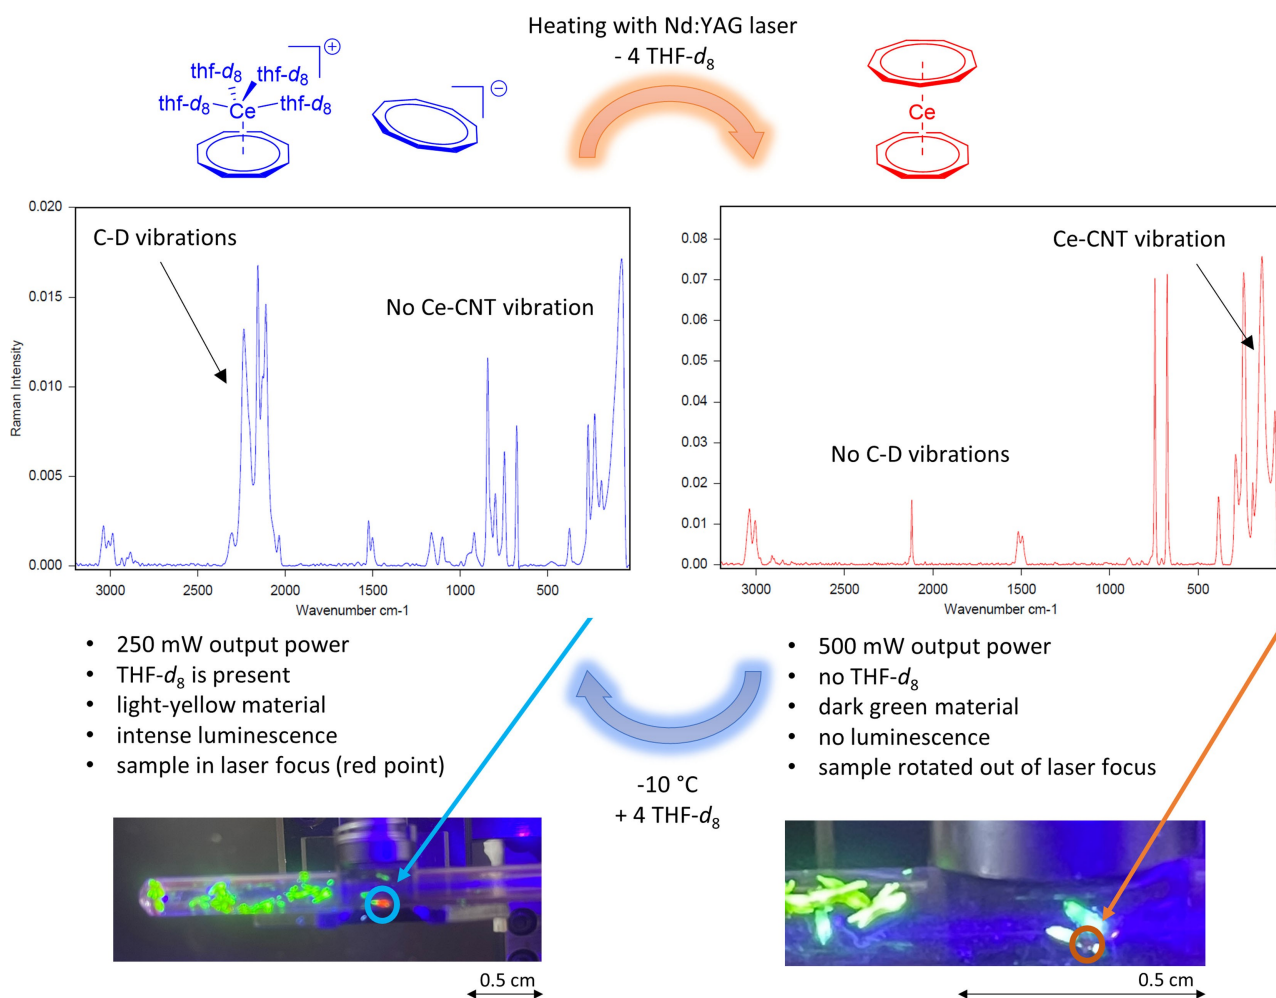 Heating with Nd:YAG laser
- 4 THF-d8
⊕
thf-d8 thf-d8
thf-d8 Ce thf-d8
⊖
Ce
0.020
0.015
0.010
0.005
0.000
Raman Intensity
C-D vibrations
No Ce-CNT vibration
3000 2500 2000 1500 1000 500
Wavenumber cm-1
0.08
0.07
0.06
0.05
0.04
0.03
0.02
0.01
0.00
Ce-CNT vibration
No C-D vibrations
3000 2500 2000 1500 1000 500
Wavenumber cm-1
• 250 mW output power
• THF-d8 is present
• light-yellow material
• intense luminescence
• sample in laser focus (red point)
-10 °C
+ 4 THF-d8
• 500 mW output power
• no THF-d8
• dark green material
• no luminescence
• sample rotated out of laser focus
0.5 cm
0.5 cm